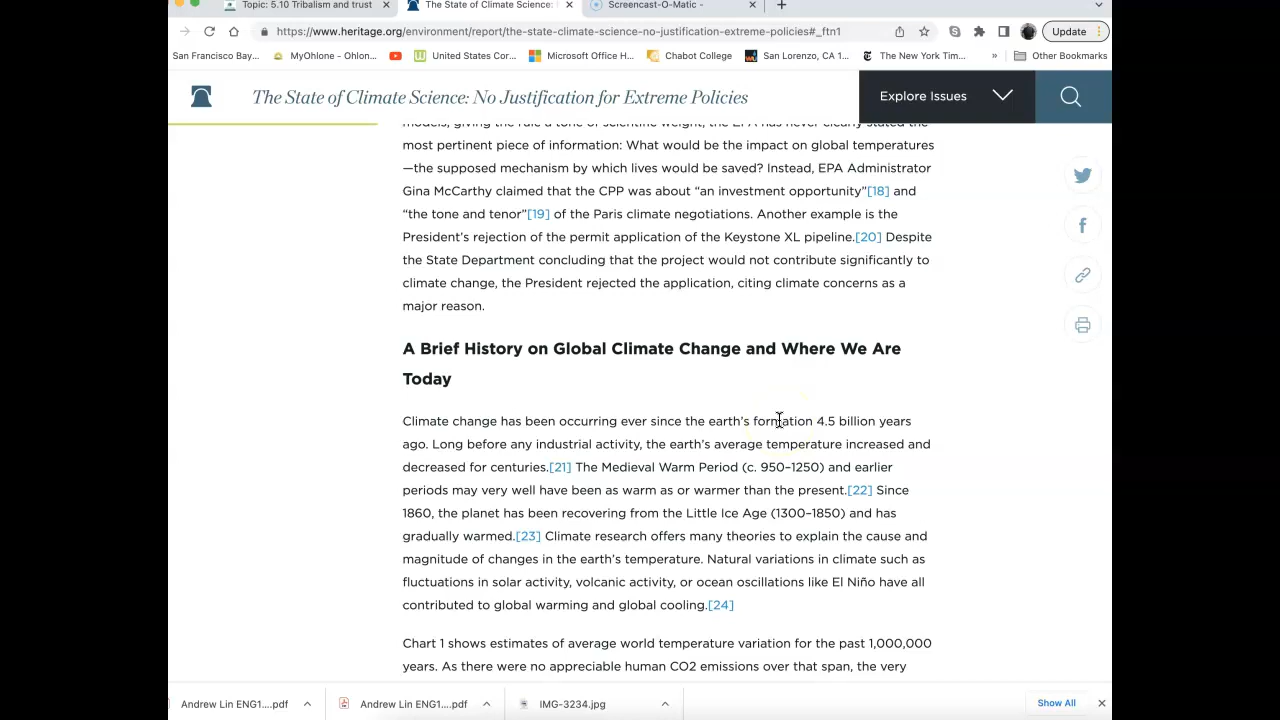 Topic: 5.10 Tribalism and trust
The State of Climate Science:
Screencast-O-Matic -
https://www.heritage.org/environment/report/the-state-climate-science-no-justification-extreme-policies#_ftn1
Update
San Francisco Bay...
MyOhlone - Ohlon...
United States Cor...
Microsoft Office H...
Chabot College
San Lorenzo, CA 1...
The New York Tim...
»
Other Bookmarks
The State of Climate Science: No Justification for Extreme Policies
Explore Issues
models, giving the rule a tone of scientific weight, the EPA has never clearly stated the
most pertinent piece of information: What would be the impact on global temperatures
—the supposed mechanism by which lives would be saved? Instead, EPA Administrator
Gina McCarthy claimed that the CPP was about “an investment opportunity”[18] and
“the tone and tenor”[19] of the Paris climate negotiations. Another example is the
President’s rejection of the permit application of the Keystone XL pipeline.[20] Despite
the State Department concluding that the project would not contribute significantly to
climate change, the President rejected the application, citing climate concerns as a
major reason.
A Brief History on Global Climate Change and Where We Are
Today
Climate change has been occurring ever since the earth’s formation 4.5 billion years
ago. Long before any industrial activity, the earth’s average temperature increased and
decreased for centuries.[21] The Medieval Warm Period (c. 950–1250) and earlier
periods may very well have been as warm as or warmer than the present.[22] Since
1860, the planet has been recovering from the Little Ice Age (1300–1850) and has
gradually warmed.[23] Climate research offers many theories to explain the cause and
magnitude of changes in the earth’s temperature. Natural variations in climate such as
fluctuations in solar activity, volcanic activity, or ocean oscillations like El Niño have all
contributed to global warming and global cooling.[24]
Chart 1 shows estimates of average world temperature variation for the past 1,000,000
years. As there were no appreciable human CO2 emissions over that span, the very
Andrew Lin ENG1....pdf
Andrew Lin ENG1....pdf
IMG-3234.jpg
Show All